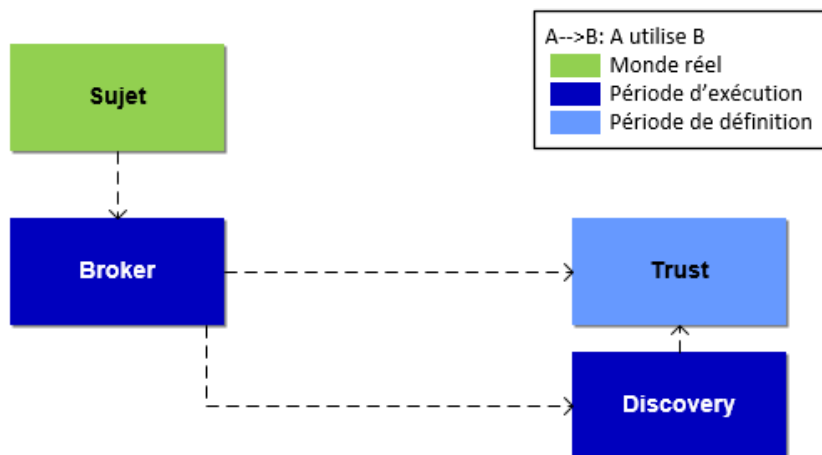 A-->B: A utilise B
Monde réel
Période d'exécution
Période de définition
Sujet
Broker
Trust
Discovery